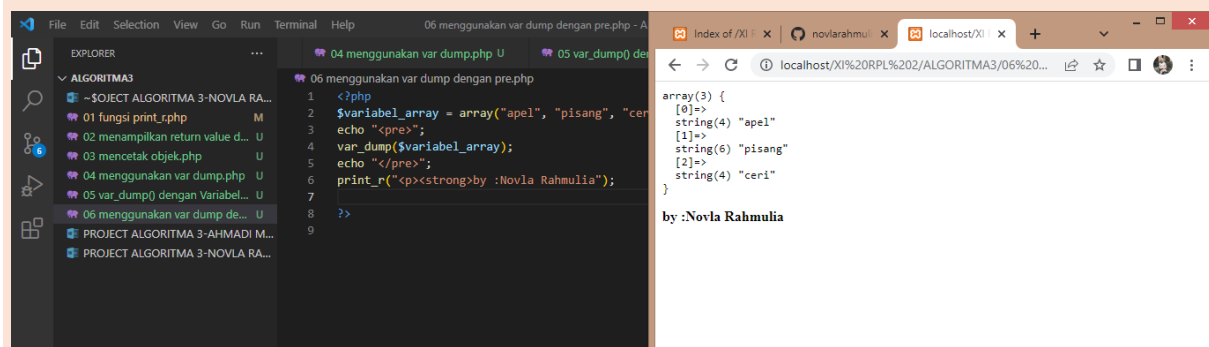 File Edit Selection View Go Run Terminal Help 06 menggunakan var dump dengan pre.php - A
EXPLORER ...
ALGORITMA3
~$OJECT ALGORITMA 3-NOVLA RA...
01 fungsi print_r.php M
02 menampilkan return value d... U
03 mencetak objek.php U
04 menggunakan var dump.php U
05 var_dump() dengan Variabel... U
06 menggunakan var dump de... U
PROJECT ALGORITMA 3-AHMADI M...
PROJECT ALGORITMA 3-NOVLA RA...
6
04 menggunakan var dump.php U 05 var_dump() de
06 menggunakan var dump dengan pre.php
1 <?php
2 $variabel_array = array("apel", "pisang", "cer
3 echo "<pre>";
4 var_dump($variabel_array);
5 echo "</pre>";
6 print_r("<p><strong>by :Novla Rahmulia");
7
8 ?>
9
Index of /XI novlarahmul localhost/XI
localhost/XI%20RPL%202/ALGORITMA3/06%20...
array(3) {
[0]=>
string(4) "apel"
[1]=>
string(6) "pisang"
[2]=>
string(4) "ceri"
}
by :Novla Rahmulia